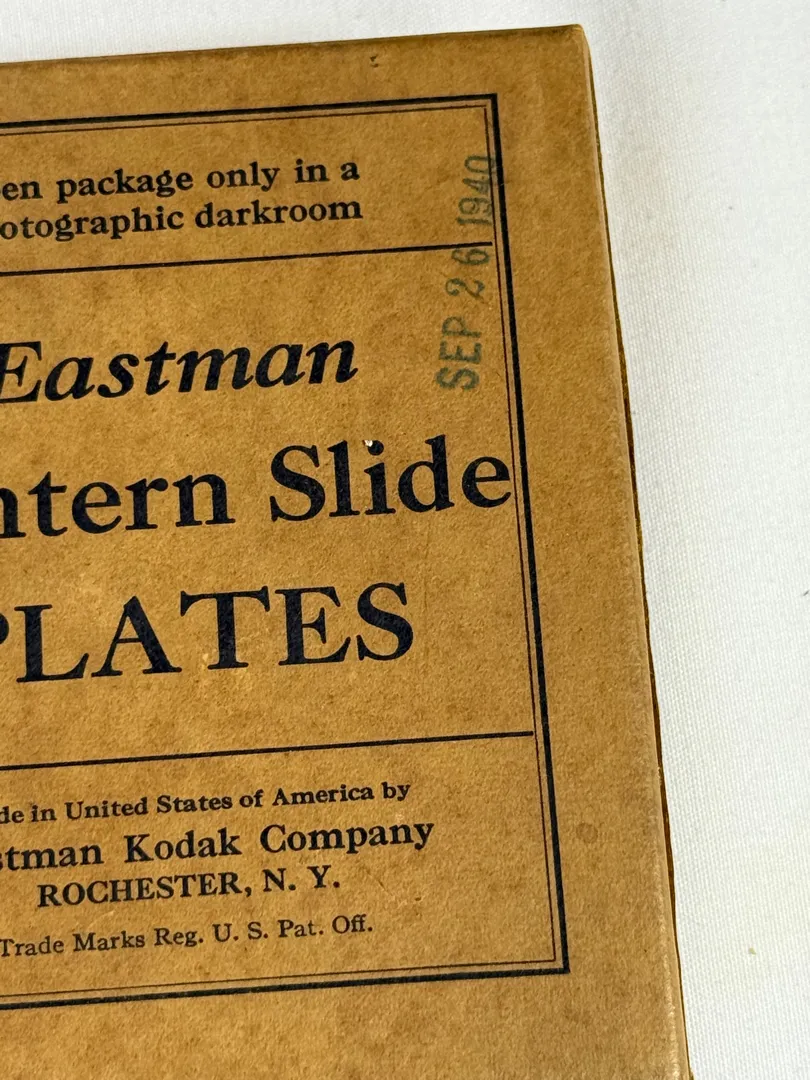 en package only in a
otographic darkroom
SEP 26 1940
Eastman
ntern Slide
PLATES
de in United States of America by
stman Kodak Company
ROCHESTER, N. Y.
Trade Marks Reg. U. S. Pat. Off.